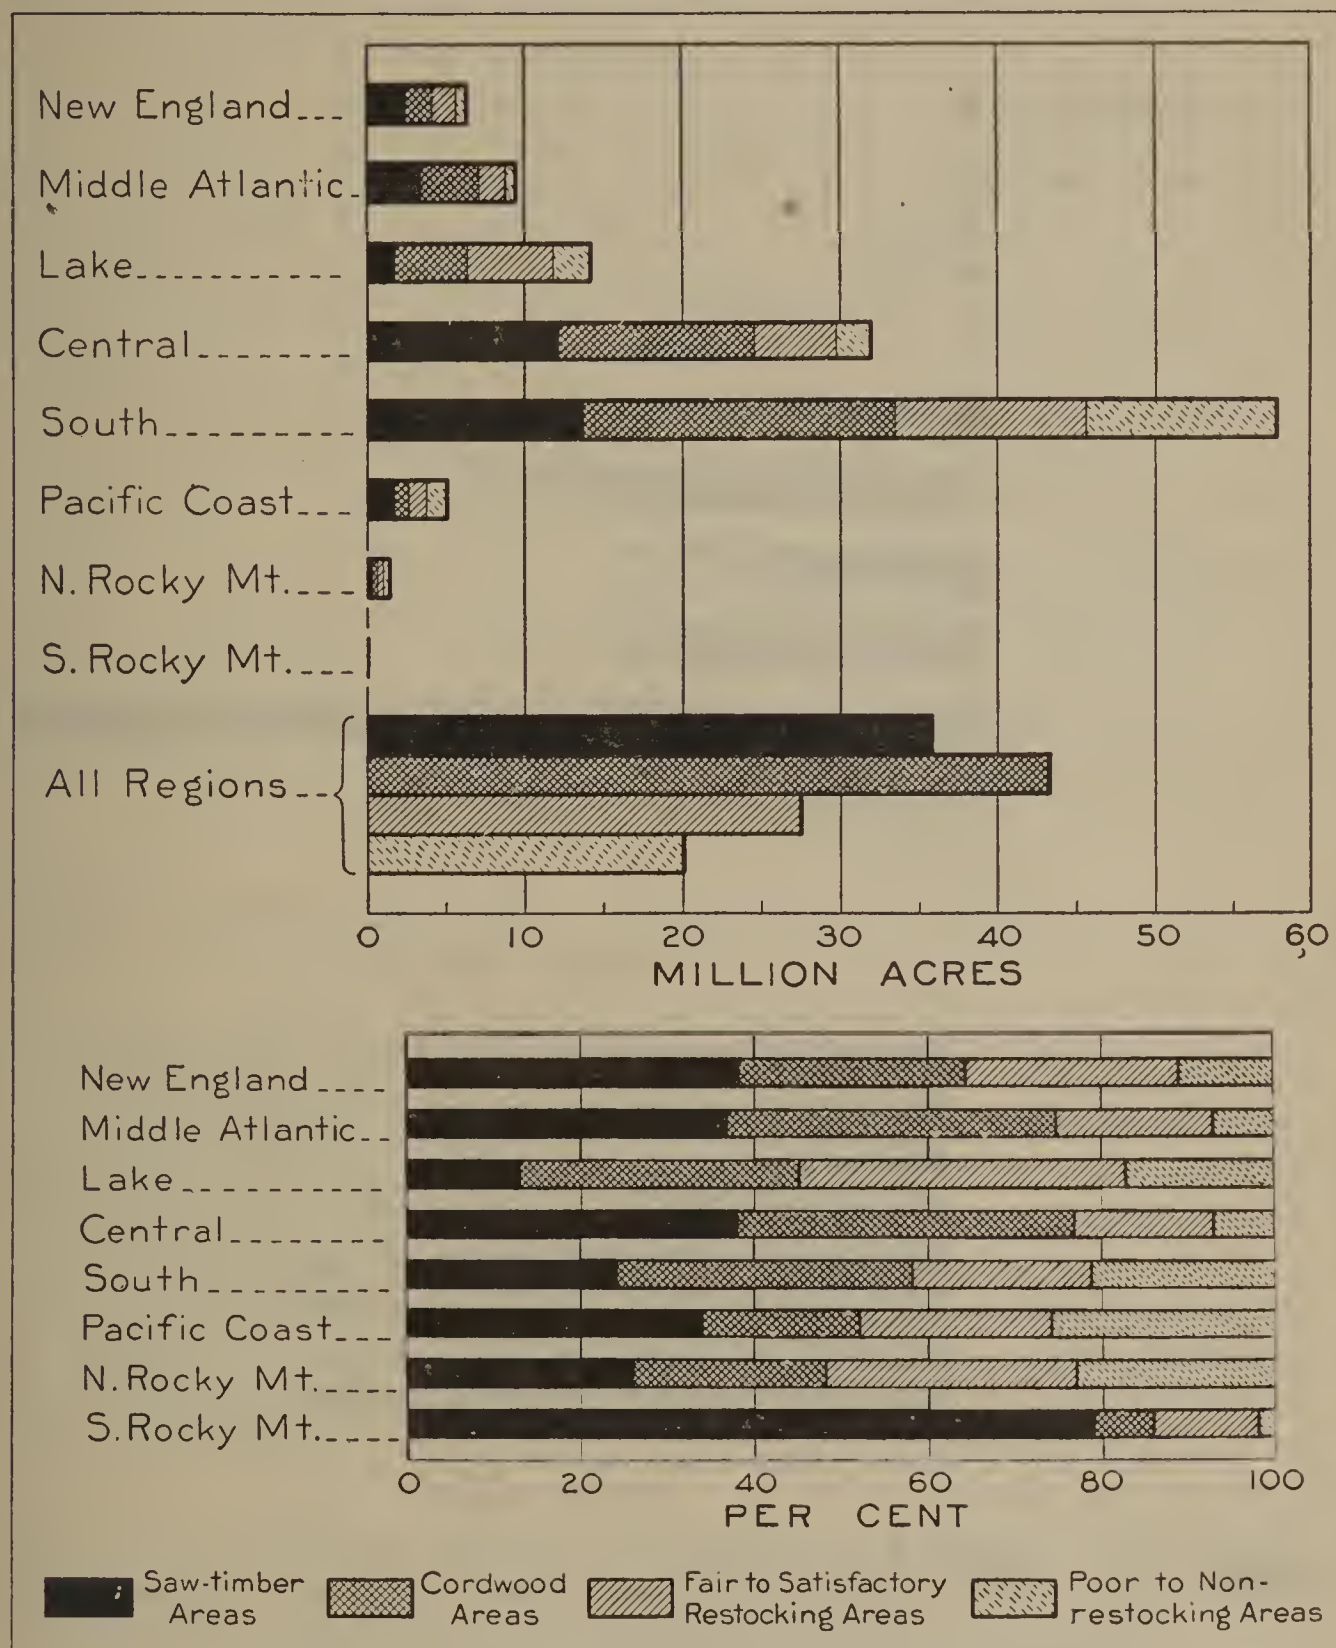 New England
Middle Atlantic
Lake
Central
South
Pacific Coast
N. Rocky Mt.
S. Rocky Mt.
All Regions
0 10 20 30 40 50 60
MILLION ACRES
New England
Middle Atlantic
Lake
Central
South
Pacific Coast
N. Rocky Mt.
S. Rocky Mt.
0 20 40 60 80 100
PER CENT
Saw-timber
Areas
Cordwood
Areas
Fair to Satisfactory
Restocking Areas
Poor to Non-
restocking Areas